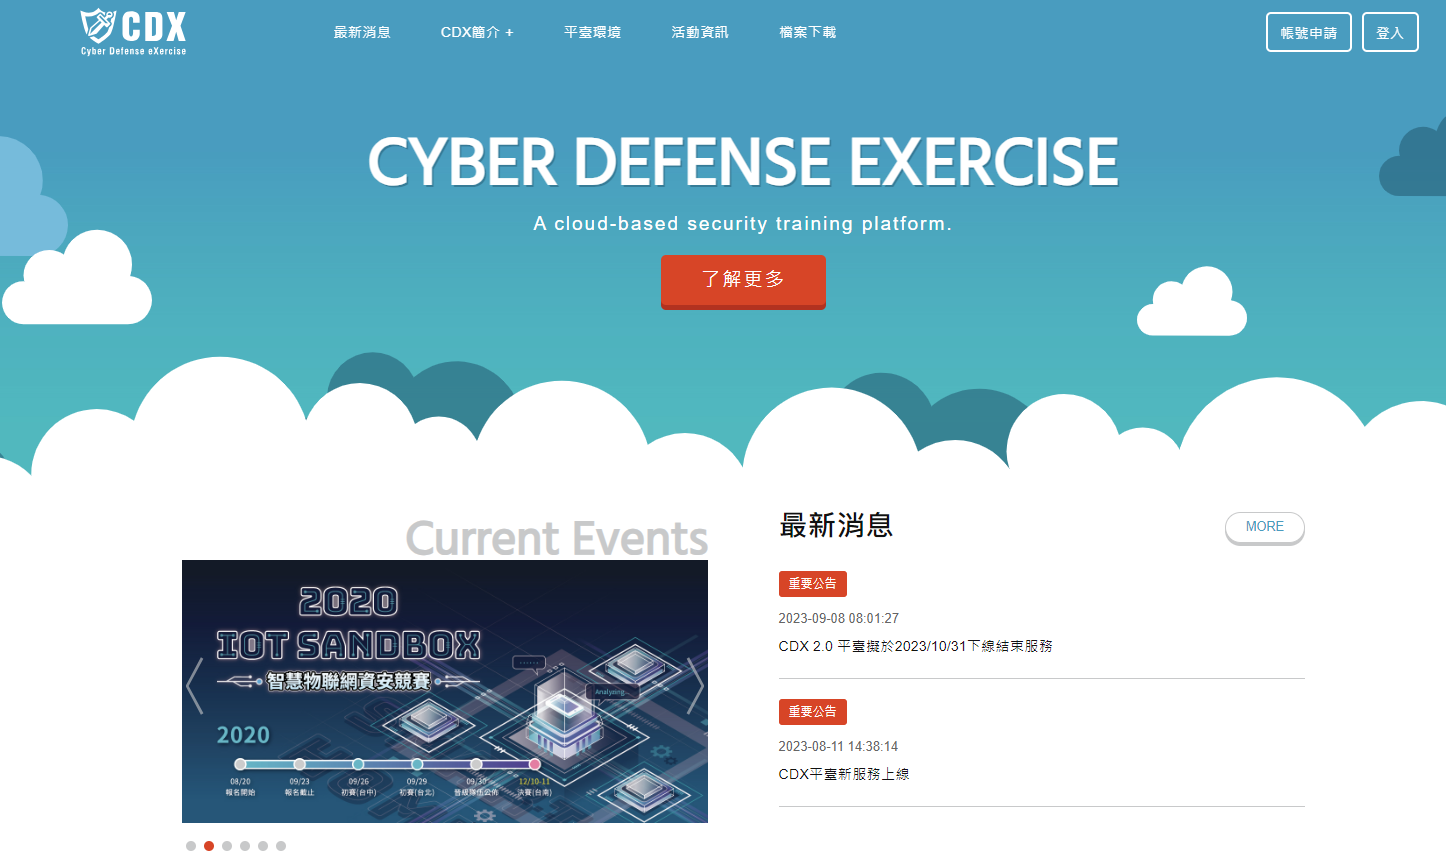 CDX
Cyber Defense eXercise
最新消息
CDX簡介 +
平臺環境
活動資訊
檔案下載
帳號申請
登入
CYBER DEFENSE EXERCISE
A cloud-based security training platform.
了解更多
Current Events
2020
IOT SANDBOX
智慧物聯網資安競賽
Analyzing
2020
08/20
09/23
09/26
09/29
09/30
12/10-11
報名開始
報名截止
初賽(台中)
初賽(台北)
晉級隊伍公佈
決賽(台南)
最新消息
MORE
重要公告
2023-09-08 08:01:27
CDX 2.0 平臺擬於2023/10/31下線結束服務
重要公告
2023-08-11 14:38:14
CDX平臺新服務上線